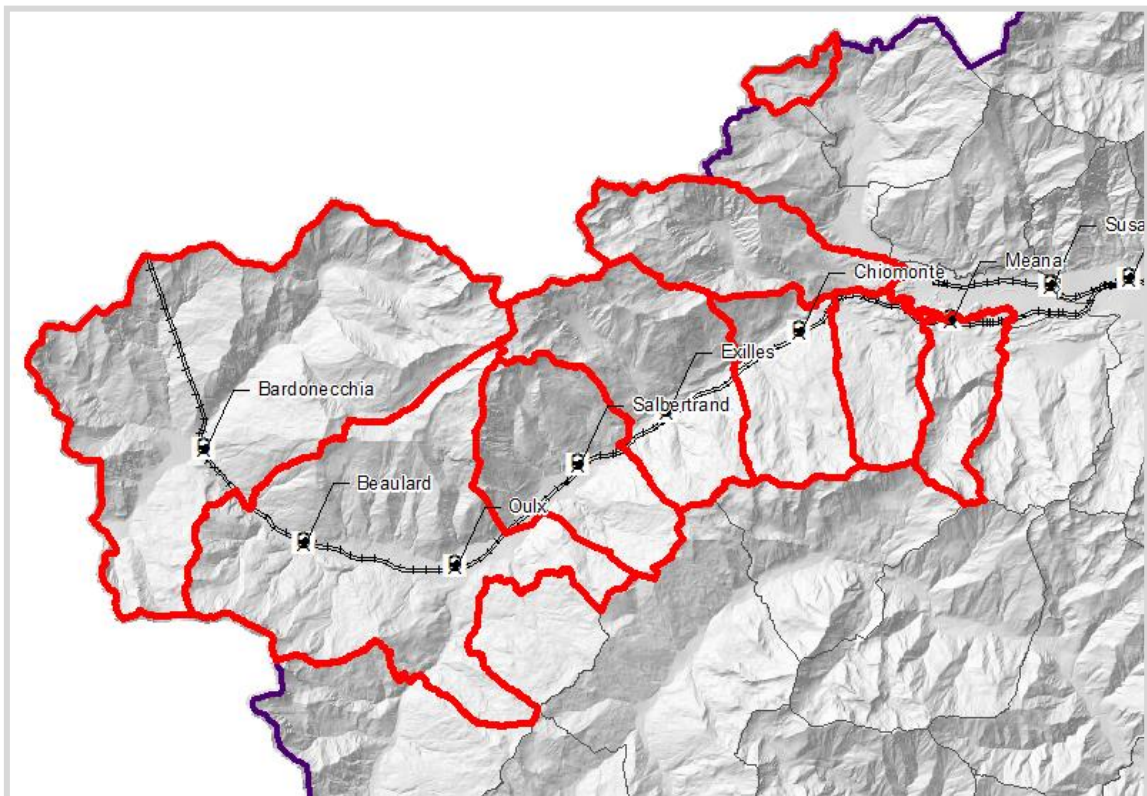 Susa
Meana
Chiomonte
Exilles
Bardonecchia
Salbertrand
Beaulard
Oulx